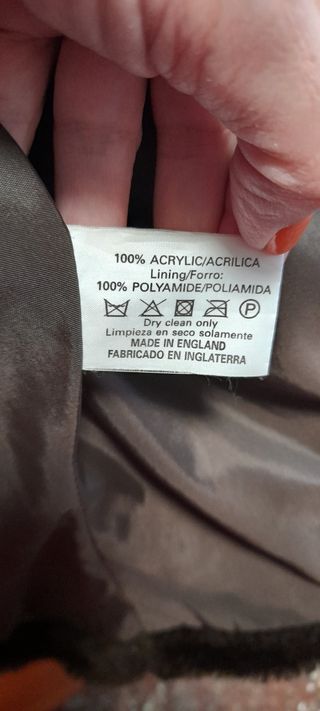 100% ACRYLIC/ACRILICA
Lining/Forro:
100% POLYAMIDE/POLIAMIDA
P
Dry clean only
Limpieza en seco solamente
MADE IN ENGLAND
FABRICADO EN INGLATERRA